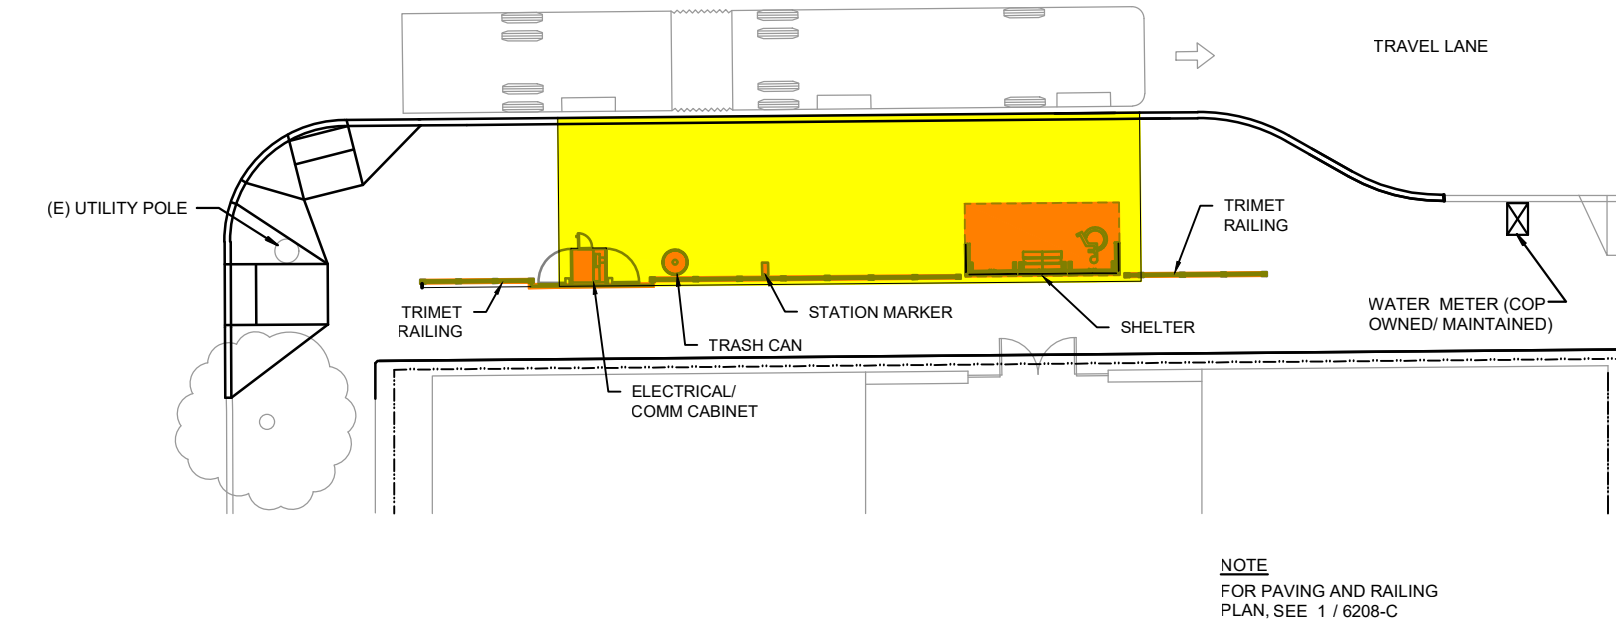 TRAVEL LANE
(E) UTILITY POLE
TRIMET
RAILING
TRIMET
RAILING
STATION MARKER
WATER METER (COP
OWNED/ MAINTAINED)
SHELTER
TRASH CAN
ELECTRICAL/
COMM CABINET
NOTE
FOR PAVING AND RAILING
PLAN, SEE 1 / 6208-C